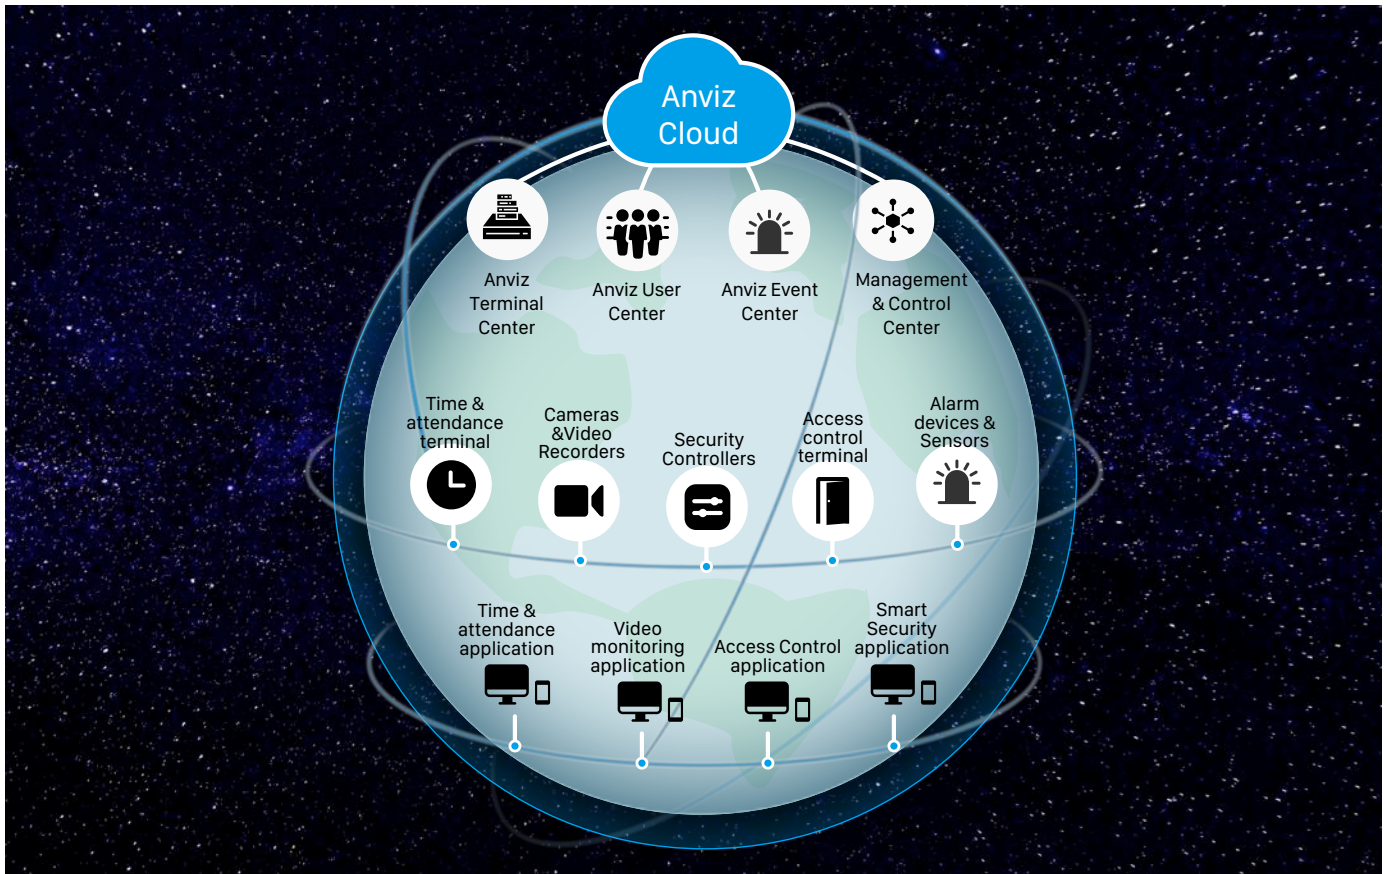 Anviz
Cloud
Anviz
Terminal
Center
Anviz User
Center
Anviz Event
Center
Management
& Control
Center
Time &
attendance
terminal
Cameras
&Video
Recorders
Security
Controllers
Access
control
terminal
Alarm
devices &
Sensors
Time &
attendance
application
Video
monitoring
application
Access Control
application
Smart
Security
application